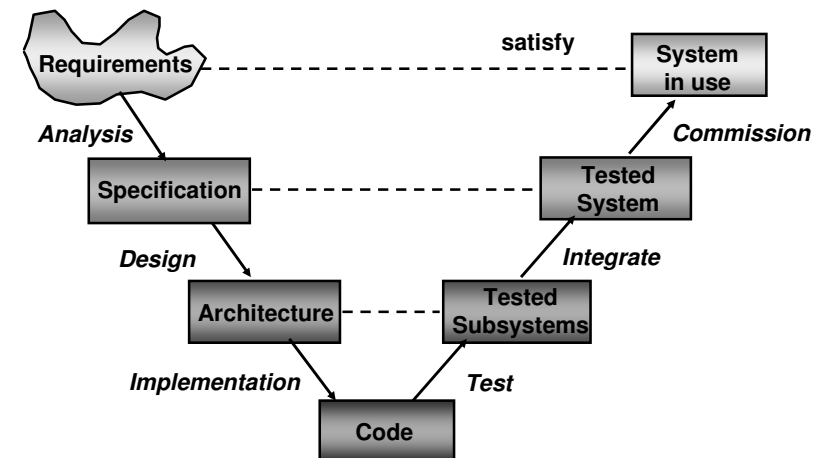 satisfy
Requirements
System
in use
Analysis
Commission
Specification
Tested
System
Design
Integrate
Architecture
Tested
Subsystems
Implementation
Test
Code